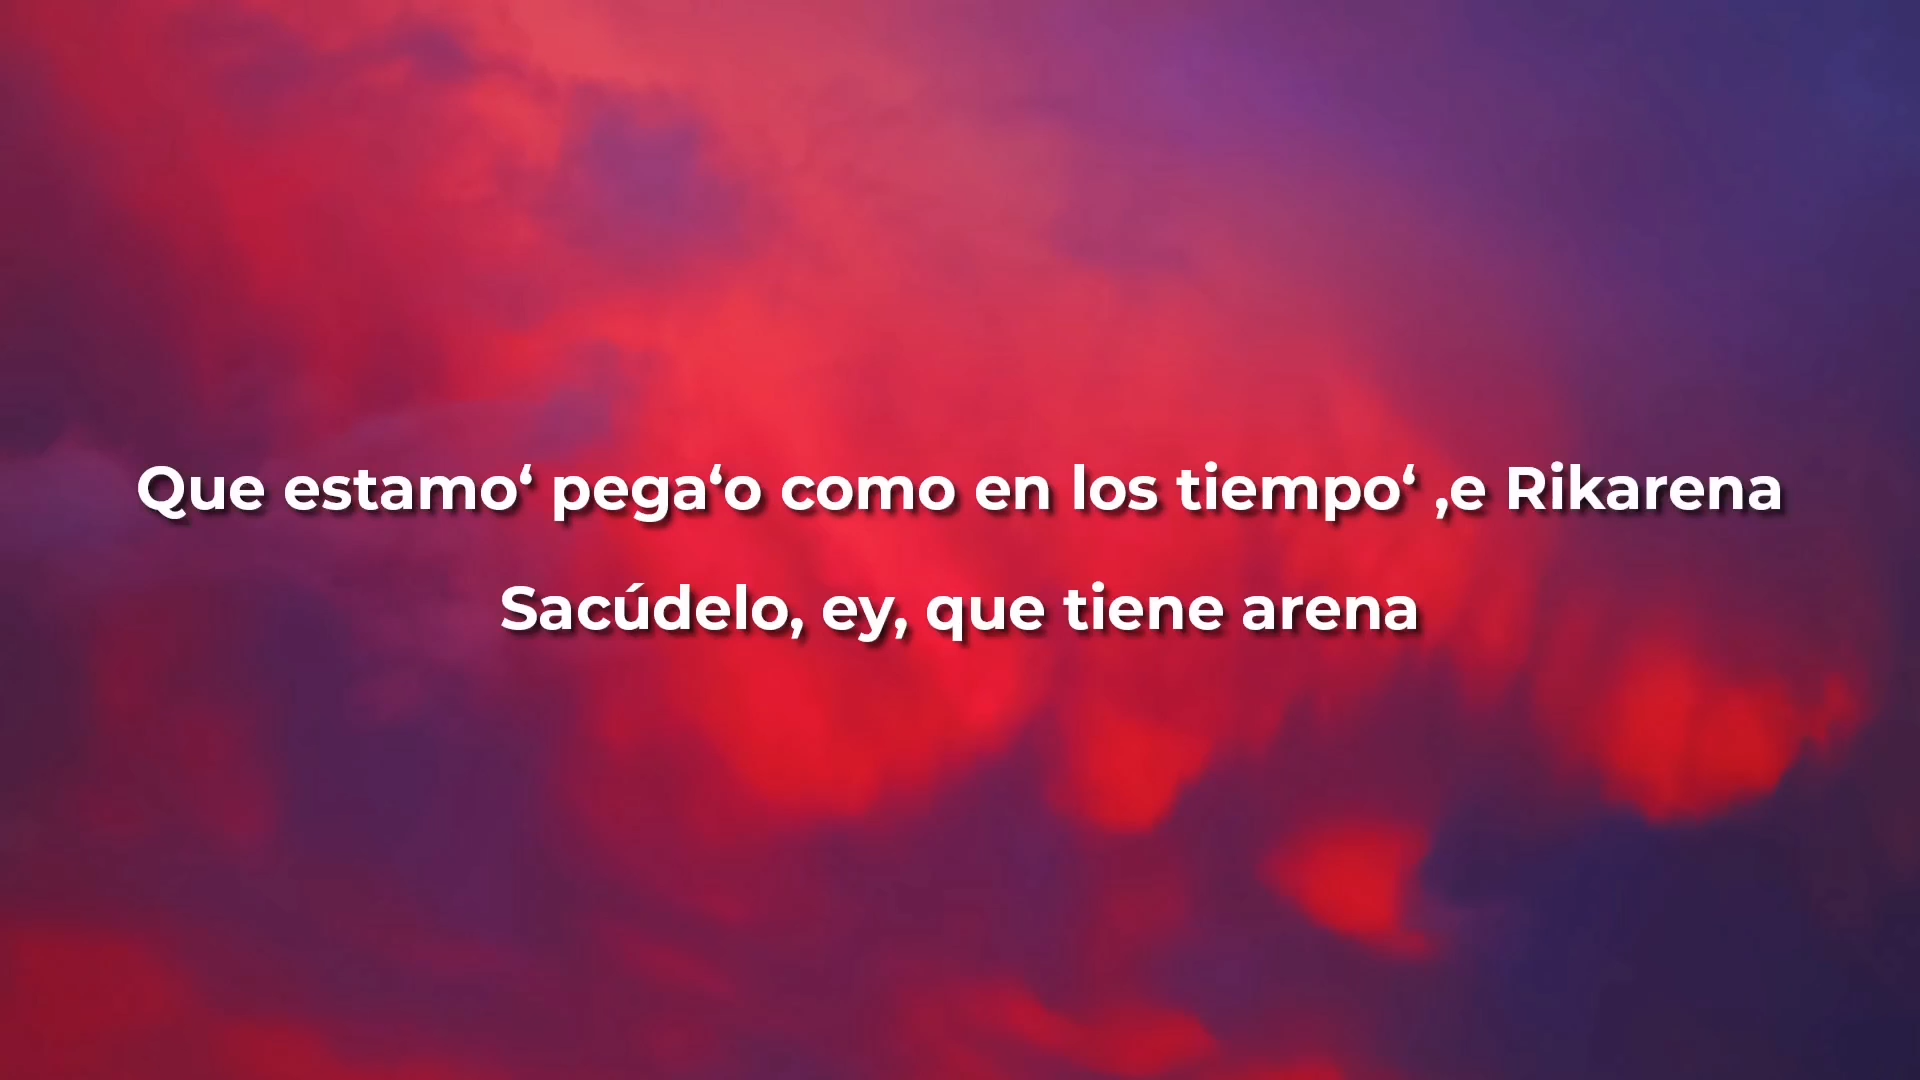 Que estamo‘ pega‘o como en los tiempo‘ ‚e Rikarena
Sacúdelo, ey, que tiene arena